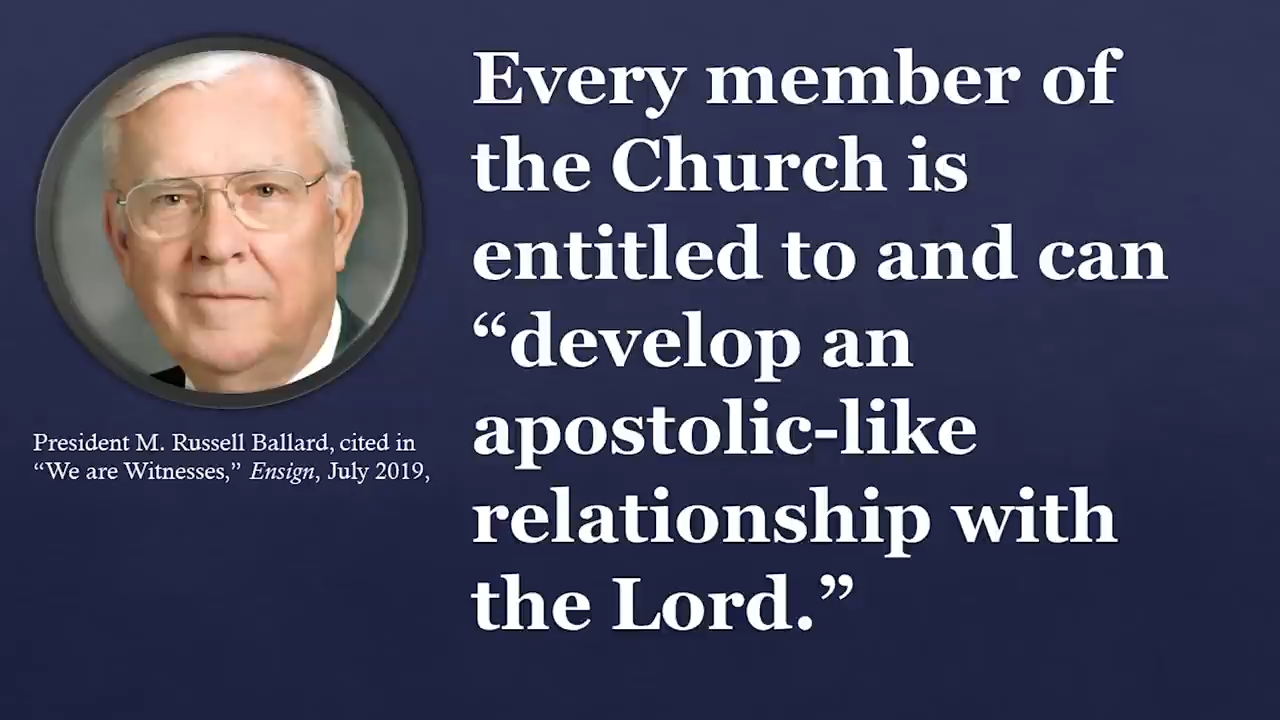 Every member of
the Church is
entitled to and can
“develop an
apostolic-like
relationship with
the Lord.”
President M. Russell Ballard, cited in
“We are Witnesses,” Ensign, July 2019,